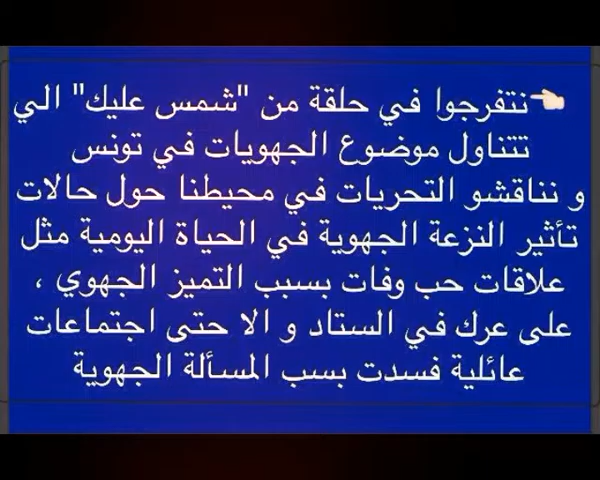 👈نتفرجوا في حلقة من "شمس عليك" الي
تتناول موضوع الجهويات في تونس
و نناقشو التحريات في محيطنا حول حالات
تأثير النزعة الجهوية في الحياة اليومية مثل
علاقات حب وفات بسبب التميز الجهوي ،
على عرك في الستاد و الا حتى اجتماعات
عائلية فسدت بسب المسألة الجهوية